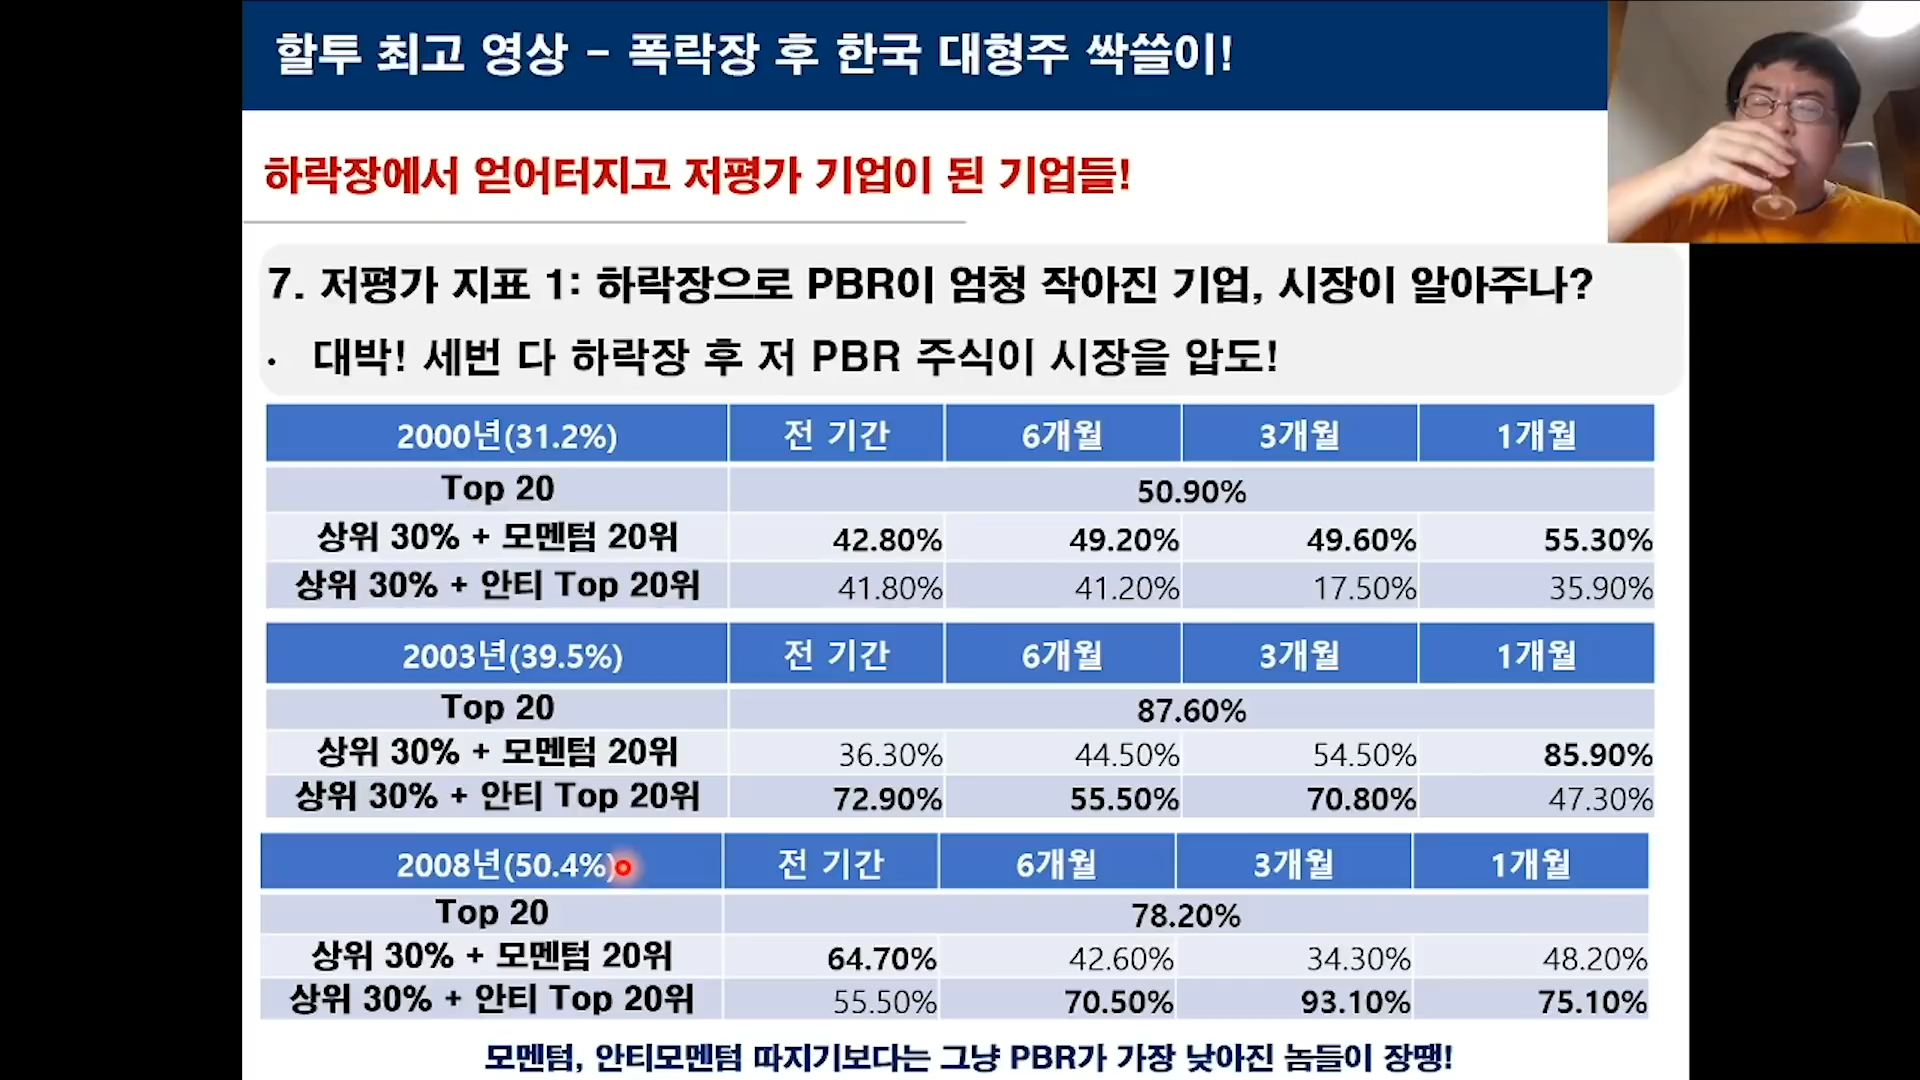 할투 최고 영상 – 폭락장 후 한국 대형주 싹쓸이!
하락장에서 얻어터지고 저평가 기업이 된 기업들!
7. 저평가 지표 1: 하락장으로 PBR이 엄청 작아진 기업, 시장이 알아주나?
• 대박! 세번 다 하락장 후 저 PBR 주식이 시장을 압도!
2000년(31.2%) 전 기간 6개월 3개월 1개월
Top 20 50.90%
상위 30% + 모멘텀 20위 42.80% 49.20% 49.60% 55.30%
상위 30% + 안티 Top 20위 41.80% 41.20% 17.50% 35.90%
2003년(39.5%) 전 기간 6개월 3개월 1개월
Top 20 87.60%
상위 30% + 모멘텀 20위 36.30% 44.50% 54.50% 85.90%
상위 30% + 안티 Top 20위 72.90% 55.50% 70.80% 47.30%
2008년(50.4%) 전 기간 6개월 3개월 1개월
Top 20 78.20%
상위 30% + 모멘텀 20위 64.70% 42.60% 34.30% 48.20%
상위 30% + 안티 Top 20위 55.50% 70.50% 93.10% 75.10%
모멘텀, 안티모멘텀 따지기보다는 그냥 PBR가 가장 낮아진 놈들이 장땡!